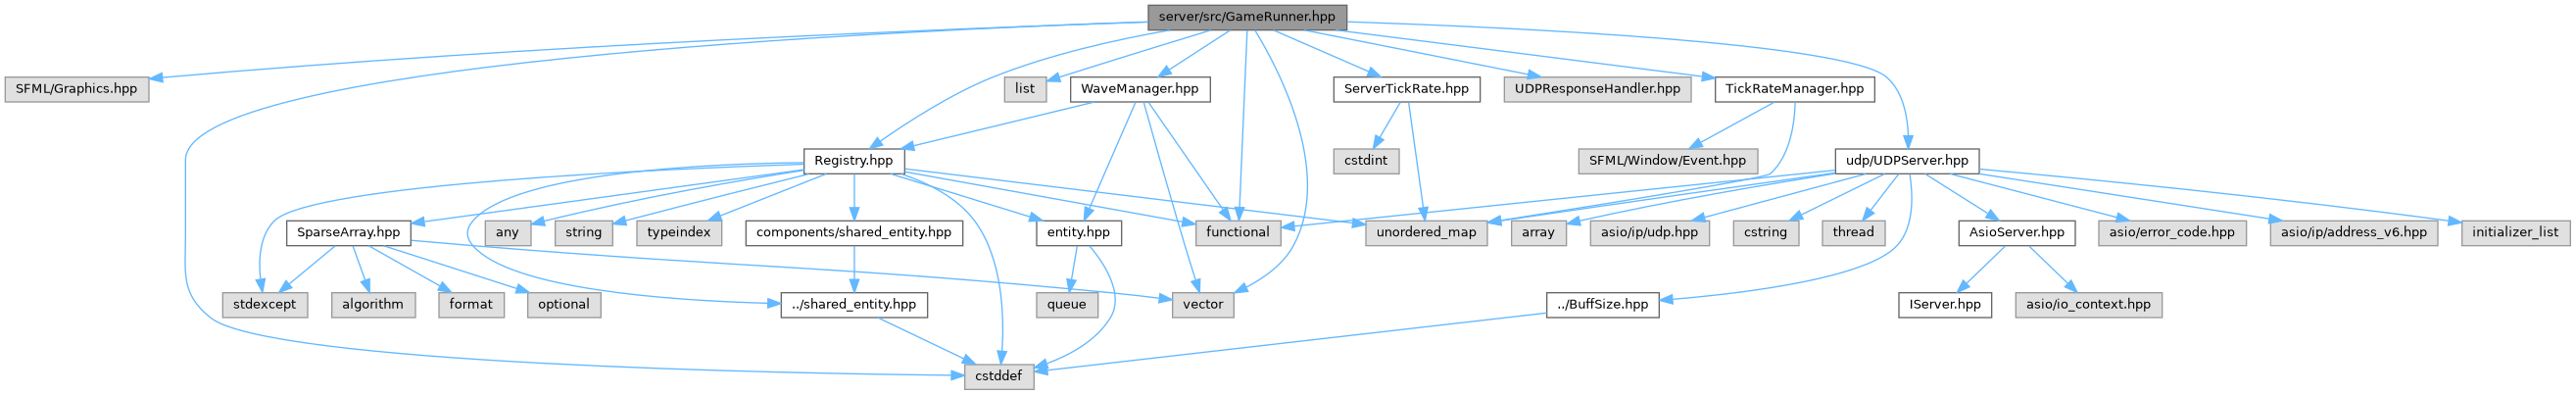 server/src/GameRunner.hpp
SFML/Graphics.hpp
list
WaveManager.hpp
ServerTickRate.hpp
UDPResponseHandler.hpp
TickRateManager.hpp
Registry.hpp
cstdint
SFML/Window/Event.hpp
udp/UDPServer.hpp
SparseArray.hpp
any
string
typeindex
components/shared_entity.hpp
entity.hpp
functional
unordered_map
array
asio/ip/udp.hpp
cstring
thread
AsioServer.hpp
asio/error_code.hpp
asio/ip/address_v6.hpp
initializer_list
stdexcept
algorithm
format
optional
../shared_entity.hpp
queue
vector
../BuffSize.hpp
IServer.hpp
asio/io_context.hpp
cstddef